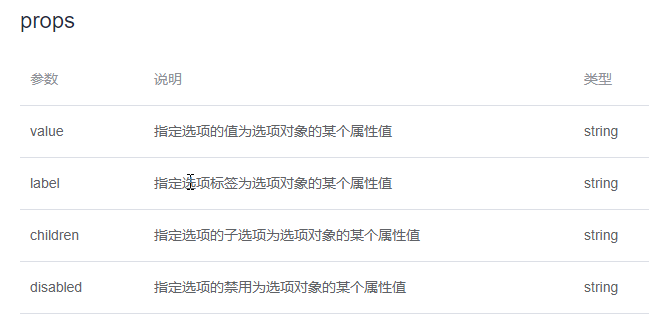 props
参数 说明 类型
value 指定选项的值为选项对象的某个属性值 string
label 指定选项标签为选项对象的某个属性值 string
children 指定选项的子选项为选项对象的某个属性值 string
disabled 指定选项的禁用为选项对象的某个属性值 string